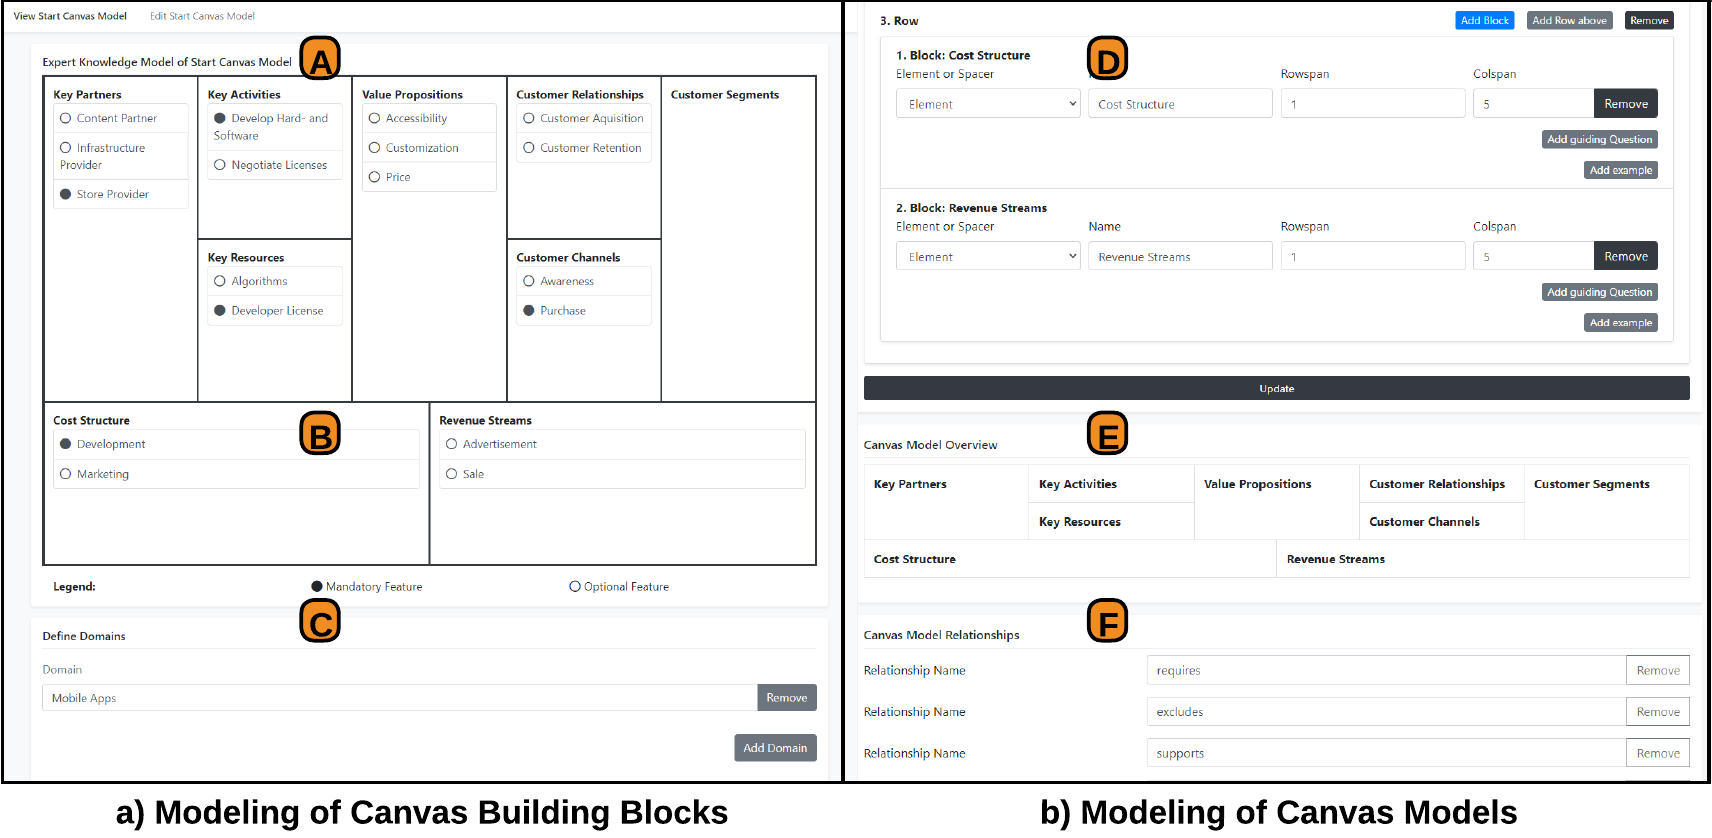 View Start Canvas Model
Edit Start Canvas Model
Expert Knowledge Model of Start Canvas Model
A
Key Partners
Content Partner
Infrastructure
Provider
Store Provider
Key Activities
Develop Hard- and
Software
Negotiate Licenses
Key Resources
Algorithms
Developer License
Value Propositions
Accessibility
Customization
Price
Customer Relationships
Customer Aquisition
Customer Retention
Customer Channels
Awareness
Purchase
Customer Segments
Cost Structure
B
Development
Marketing
Revenue Streams
Advertisement
Sale
Legend:
Mandatory Feature
Optional Feature
C
Define Domains
Domain
Mobile Apps
Remove
Add Domain
a) Modeling of Canvas Building Blocks
3. Row
Add Block
Add Row above
Remove
1. Block: Cost Structure
D
Element or Spacer
Rowspan
Colspan
Element
Cost Structure
1
5
Remove
Add guiding Question
Add example
2. Block: Revenue Streams
Element or Spacer
Name
Rowspan
Colspan
Element
Revenue Streams
1
5
Remove
Add guiding Question
Add example
Update
E
Canvas Model Overview
Key Partners
Key Activities
Value Propositions
Customer Relationships
Customer Segments
Key Resources
Customer Channels
Cost Structure
Revenue Streams
F
Canvas Model Relationships
Relationship Name
requires
Remove
Relationship Name
excludes
Remove
Relationship Name
supports
Remove
b) Modeling of Canvas Models